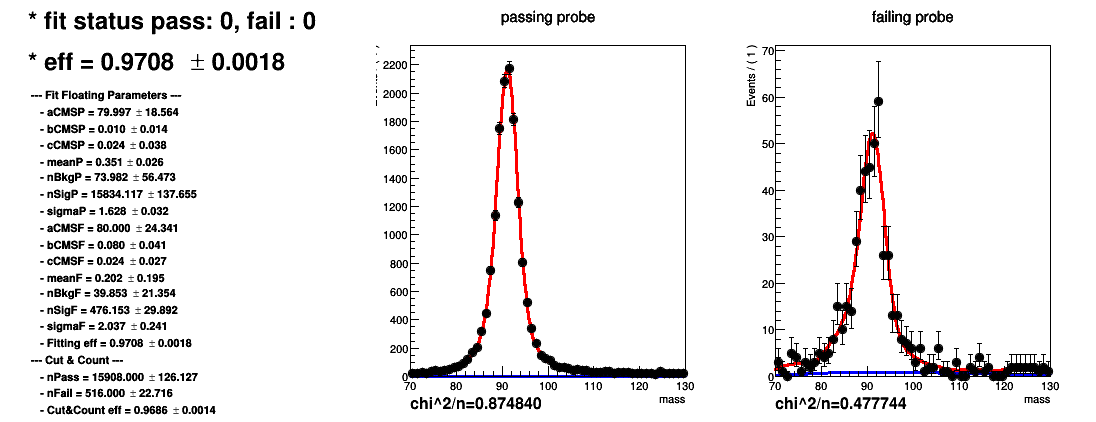 * fit status pass: 0, fail : 0
* eff = 0.9708 ± 0.0018
--- Fit Floating Parameters ---
- aCMSP = 79.997 ± 18.564
- bCMSP = 0.010 ± 0.014
- cCMSP = 0.024 ± 0.038
- meanP = 0.351 ± 0.026
- nBkgP = 73.982 ± 56.473
- nSigP = 15834.117 ± 137.655
- sigmaP = 1.628 ± 0.032
- aCMSF = 80.000 ± 24.341
- bCMSF = 0.080 ± 0.041
- cCMSF = 0.024 ± 0.027
- meanF = 0.202 ± 0.195
- nBkgF = 39.853 ± 21.354
- nSigF = 476.153 ± 29.892
- sigmaF = 2.037 ± 0.241
- Fitting eff = 0.9708 ± 0.0018
--- Cut & Count ---
- nPass = 15908.000 ± 126.127
- nFail = 516.000 ± 22.716
- Cut&Count eff = 0.9686 ± 0.0014
passing probe
2200
2000
1800
1600
1400
1200
1000
800
600
400
200
0
70 80 90 100 110 120 130
mass
chi^2/n=0.874840
failing probe
Events / ( 1 )
70
60
50
40
30
20
10
0
70 80 90 100 110 120 130
mass
chi^2/n=0.477744